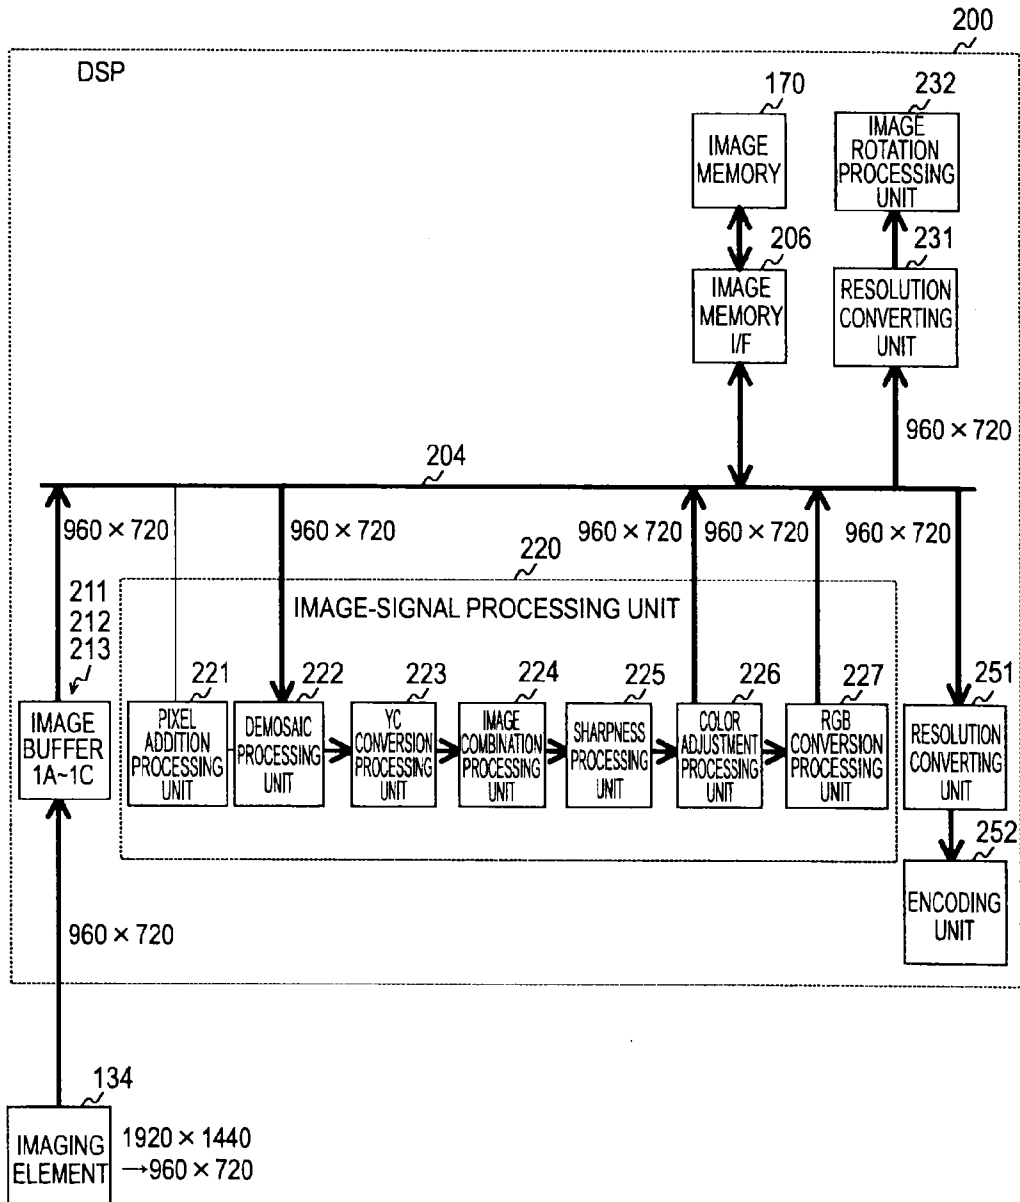 200
DSP
170
232
IMAGE
MEMORY
IMAGE
ROTATION
PROCESSING
UNIT
206
231
IMAGE
MEMORY
I/F
RESOLUTION
CONVERTING
UNIT
960 × 720
204
960 × 720
960 × 720
960 × 720
960 × 720
960 × 720
220
211
212
213
IMAGE-SIGNAL PROCESSING UNIT
221
222
223
224
225
226
227
251
IMAGE
BUFFER
1A~1C
PIXEL
ADDITION
PROCESSING
UNIT
DEMOSAIC
PROCESSING
UNIT
YC
CONVERSION
PROCESSING
UNIT
IMAGE
COMBINATION
PROCESSING
UNIT
SHARPNESS
PROCESSING
UNIT
COLOR
ADJUSTMENT
PROCESSING
UNIT
RGB
CONVERSION
PROCESSING
UNIT
RESOLUTION
CONVERTING
UNIT
252
ENCODING
UNIT
960 × 720
134
IMAGING
ELEMENT
1920 × 1440
→960 × 720